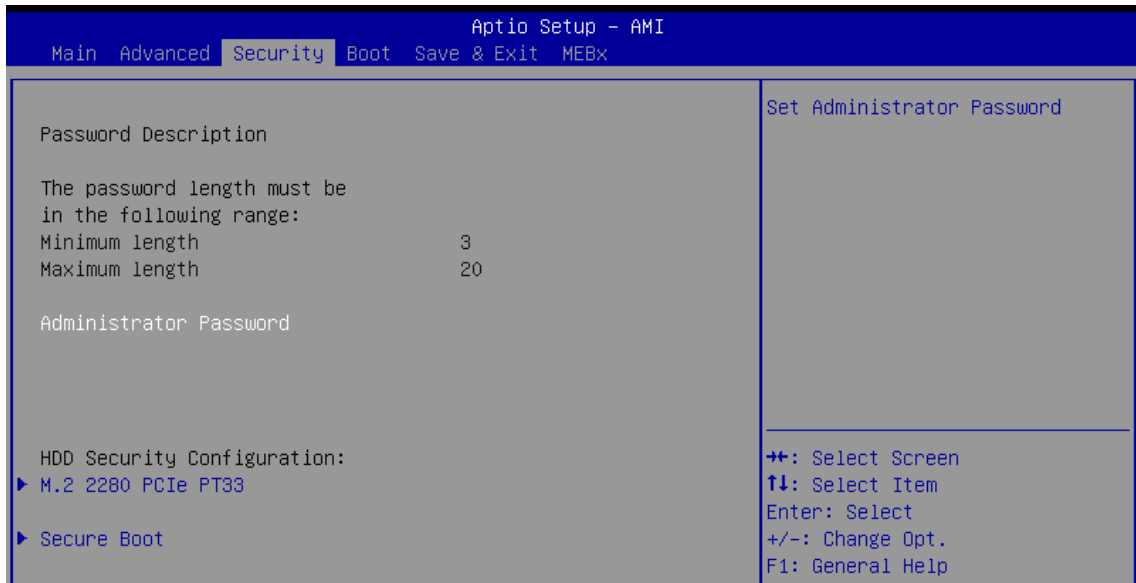 Aptio Setup – AMI
Main Advanced Security Boot Save & Exit MEBx
Password Description
The password length must be
in the following range:
Minimum length 3
Maximum length 20
Administrator Password
HDD Security Configuration:
▶ M.2 2280 PCIe PT33
▶ Secure Boot
Set Administrator Password
→←: Select Screen
↑↓: Select Item
Enter: Select
+/–: Change Opt.
F1: General Help